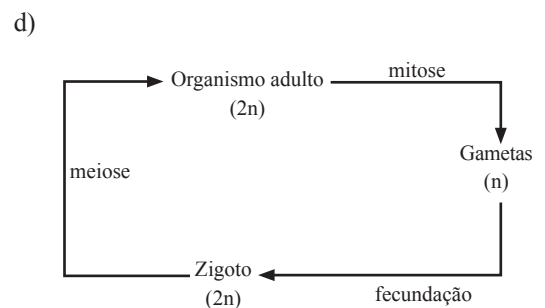 d)
Organismo adulto
(2n)
mitose
Gametas
(n)
meiose
Zigoto
(2n)
fecundação